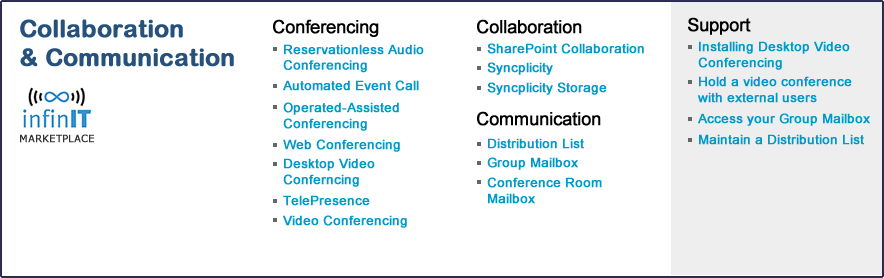 Collaboration
& Communication
infinIT
MARKETPLACE
Conferencing
Reservationless Audio
Conferencing
Automated Event Call
Operated-Assisted
Conferencing
Web Conferencing
Desktop Video
Conferncing
TelePresence
Video Conferencing
Collaboration
SharePoint Collaboration
Syncplicity
Syncplicity Storage
Communication
Distribution List
Group Mailbox
Conference Room
Mailbox
Support
Installing Desktop Video
Conferencing
Hold a video conference
with external users
Access your Group Mailbox
Maintain a Distribution List